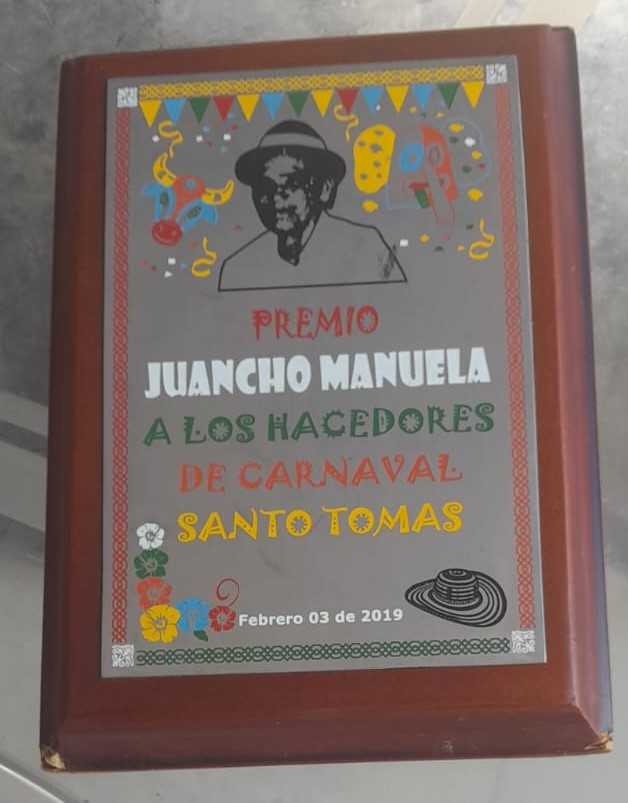 PREMIO
JUANCHO MANUELA
A LOS HACEDORES
DE CARNAVAL
SANTO TOMAS
Febrero 03 de 2019